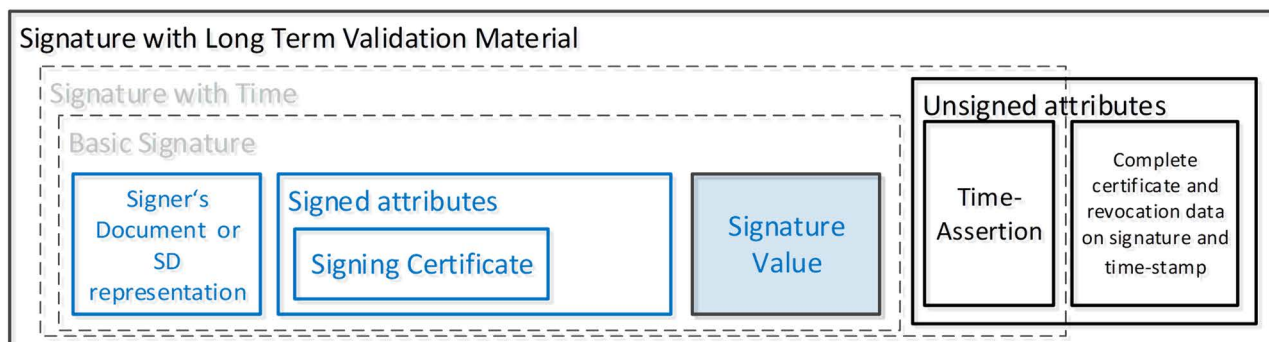 Signature with Long Term Validation Material
Signature with Time
Basic Signature
Signer‘s
Document or
SD
representation
Signed attributes
Signing Certificate
Signature
Value
Unsigned attributes
Time-
Assertion
Complete
certificate and
revocation data
on signature and
time-stamp